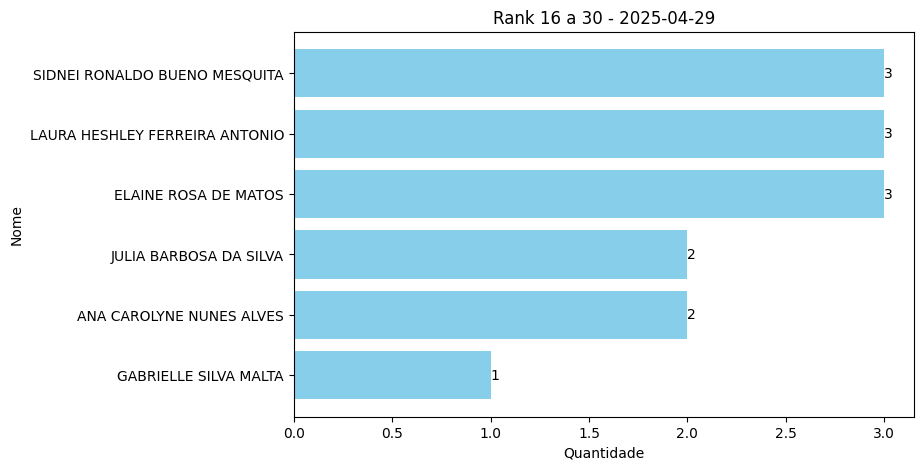 Rank 16 a 30 - 2025-04-29
SIDNEI RONALDO BUENO MESQUITA
3
LAURA HESHLEY FERREIRA ANTONIO
3
ELAINE ROSA DE MATOS
3
JULIA BARBOSA DA SILVA
2
ANA CAROLYNE NUNES ALVES
2
GABRIELLE SILVA MALTA
1
Nome
0.0 0.5 1.0 1.5 2.0 2.5 3.0
Quantidade